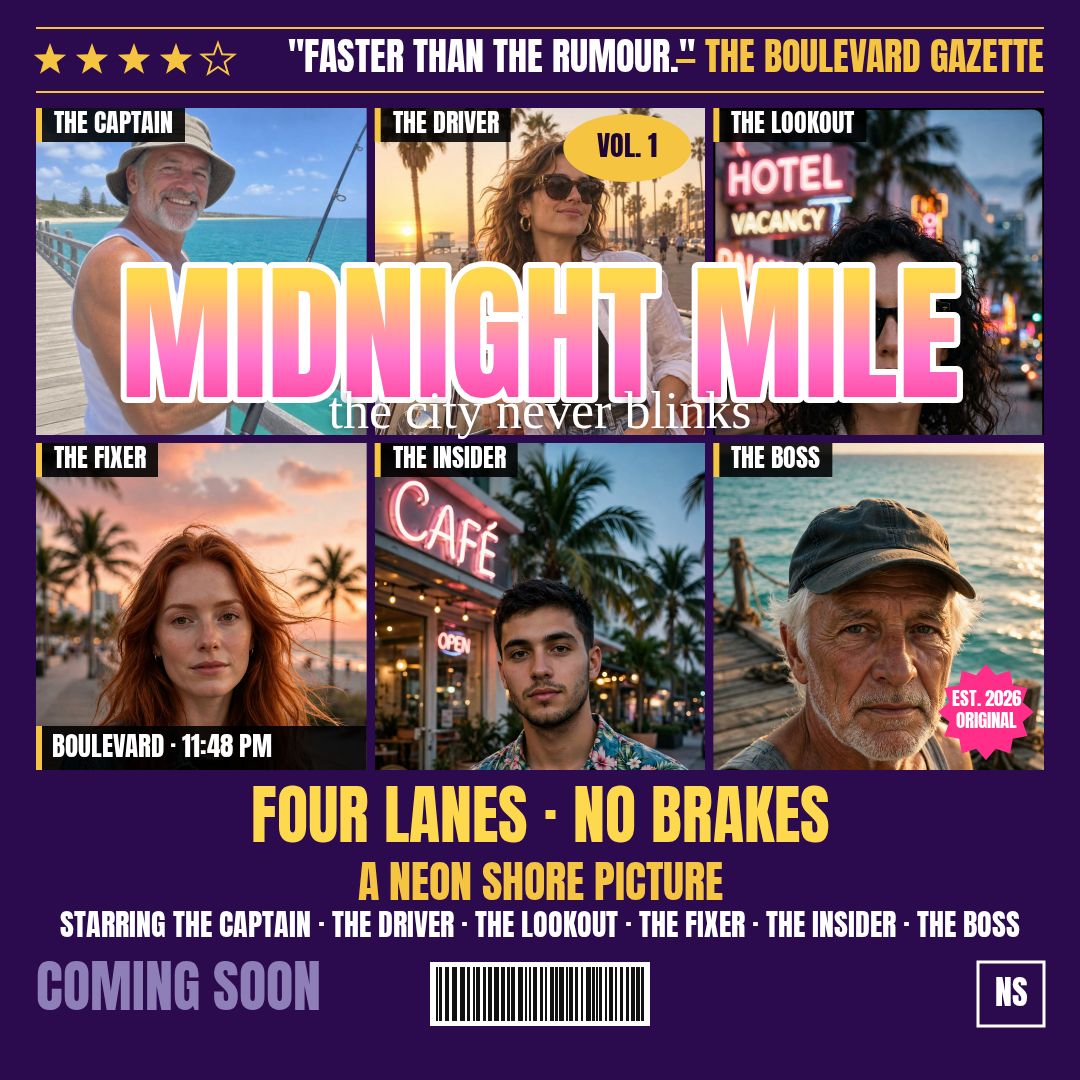 "FASTER THAN THE RUMOUR." – THE BOULEVARD GAZETTE
THE CAPTAIN
THE DRIVER
VOL. 1
THE LOOKOUT
HOTEL
VACANCY
MIDNIGHT MILE
the city never blinks
THE FIXER
THE INSIDER
THE BOSS
CAFÉ
OPEN
EST. 2026
ORIGINAL
BOULEVARD · 11:48 PM
FOUR LANES · NO BRAKES
A NEON SHORE PICTURE
STARRING THE CAPTAIN · THE DRIVER · THE LOOKOUT · THE FIXER · THE INSIDER · THE BOSS
COMING SOON
NS